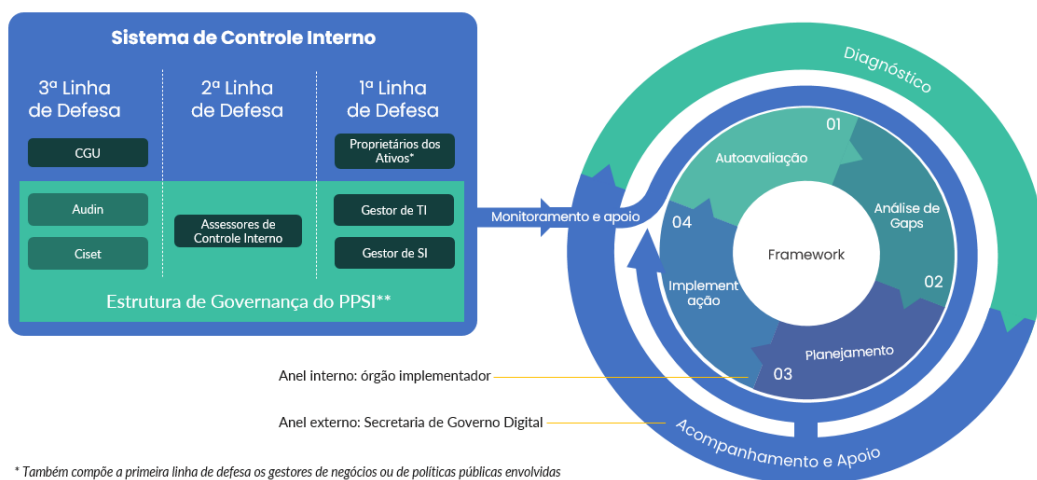 Sistema de Controle Interno
3ª Linha
de Defesa
2ª Linha
de Defesa
1ª Linha
de Defesa
CGU
Proprietários dos
Ativos*
Audin
Assessores de
Controle Interno
Gestor de TI
Ciset
Gestor de SI
Estrutura de Governança do PPSI**
Monitoramento e apoio
Diagnóstico
01
Autoavaliação
Análise de
Gaps
02
Framework
04
Implement
ação
Planejamento
03
Acompanhamento e Apoio
Anel interno: órgão implementador
Anel externo: Secretaria de Governo Digital
* Também compõe a primeira linha de defesa os gestores de negócios ou de políticas públicas envolvidas